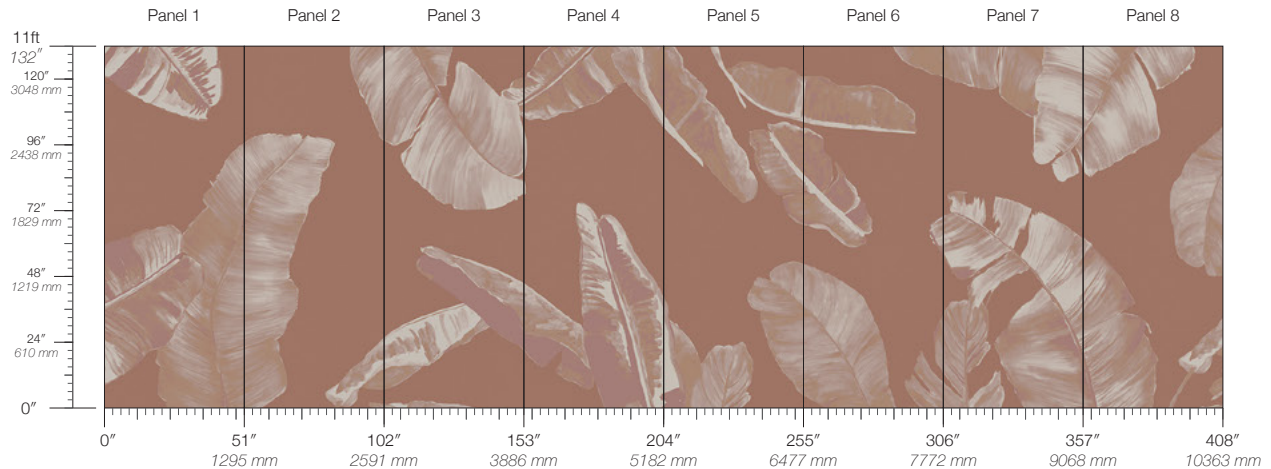 Panel 1 Panel 2 Panel 3 Panel 4 Panel 5 Panel 6 Panel 7 Panel 8
11ft
132″
120″
3048 mm
96″
2438 mm
72″
1829 mm
48″
1219 mm
24″
610 mm
0″
0″ 51″ 102″ 153″ 204″ 255″ 306″ 357″ 408″
1295 mm 2591 mm 3886 mm 5182 mm 6477 mm 7772 mm 9068 mm 10363 mm